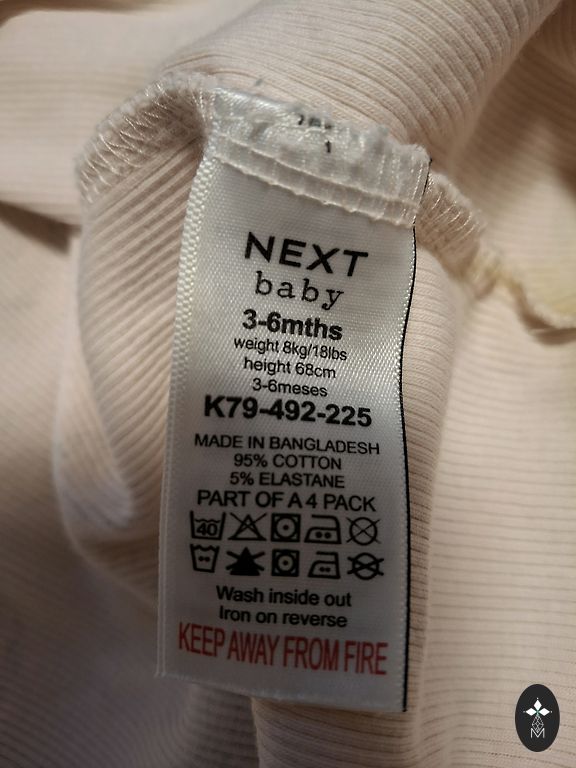 NEXT
baby
3-6mths
weight 8kg/18lbs
height 68cm
3-6meses
K79-492-225
MADE IN BANGLADESH
95% COTTON
5% ELASTANE
PART OF A 4 PACK
40
Wash inside out
Iron on reverse
KEEP AWAY FROM FIRE
M